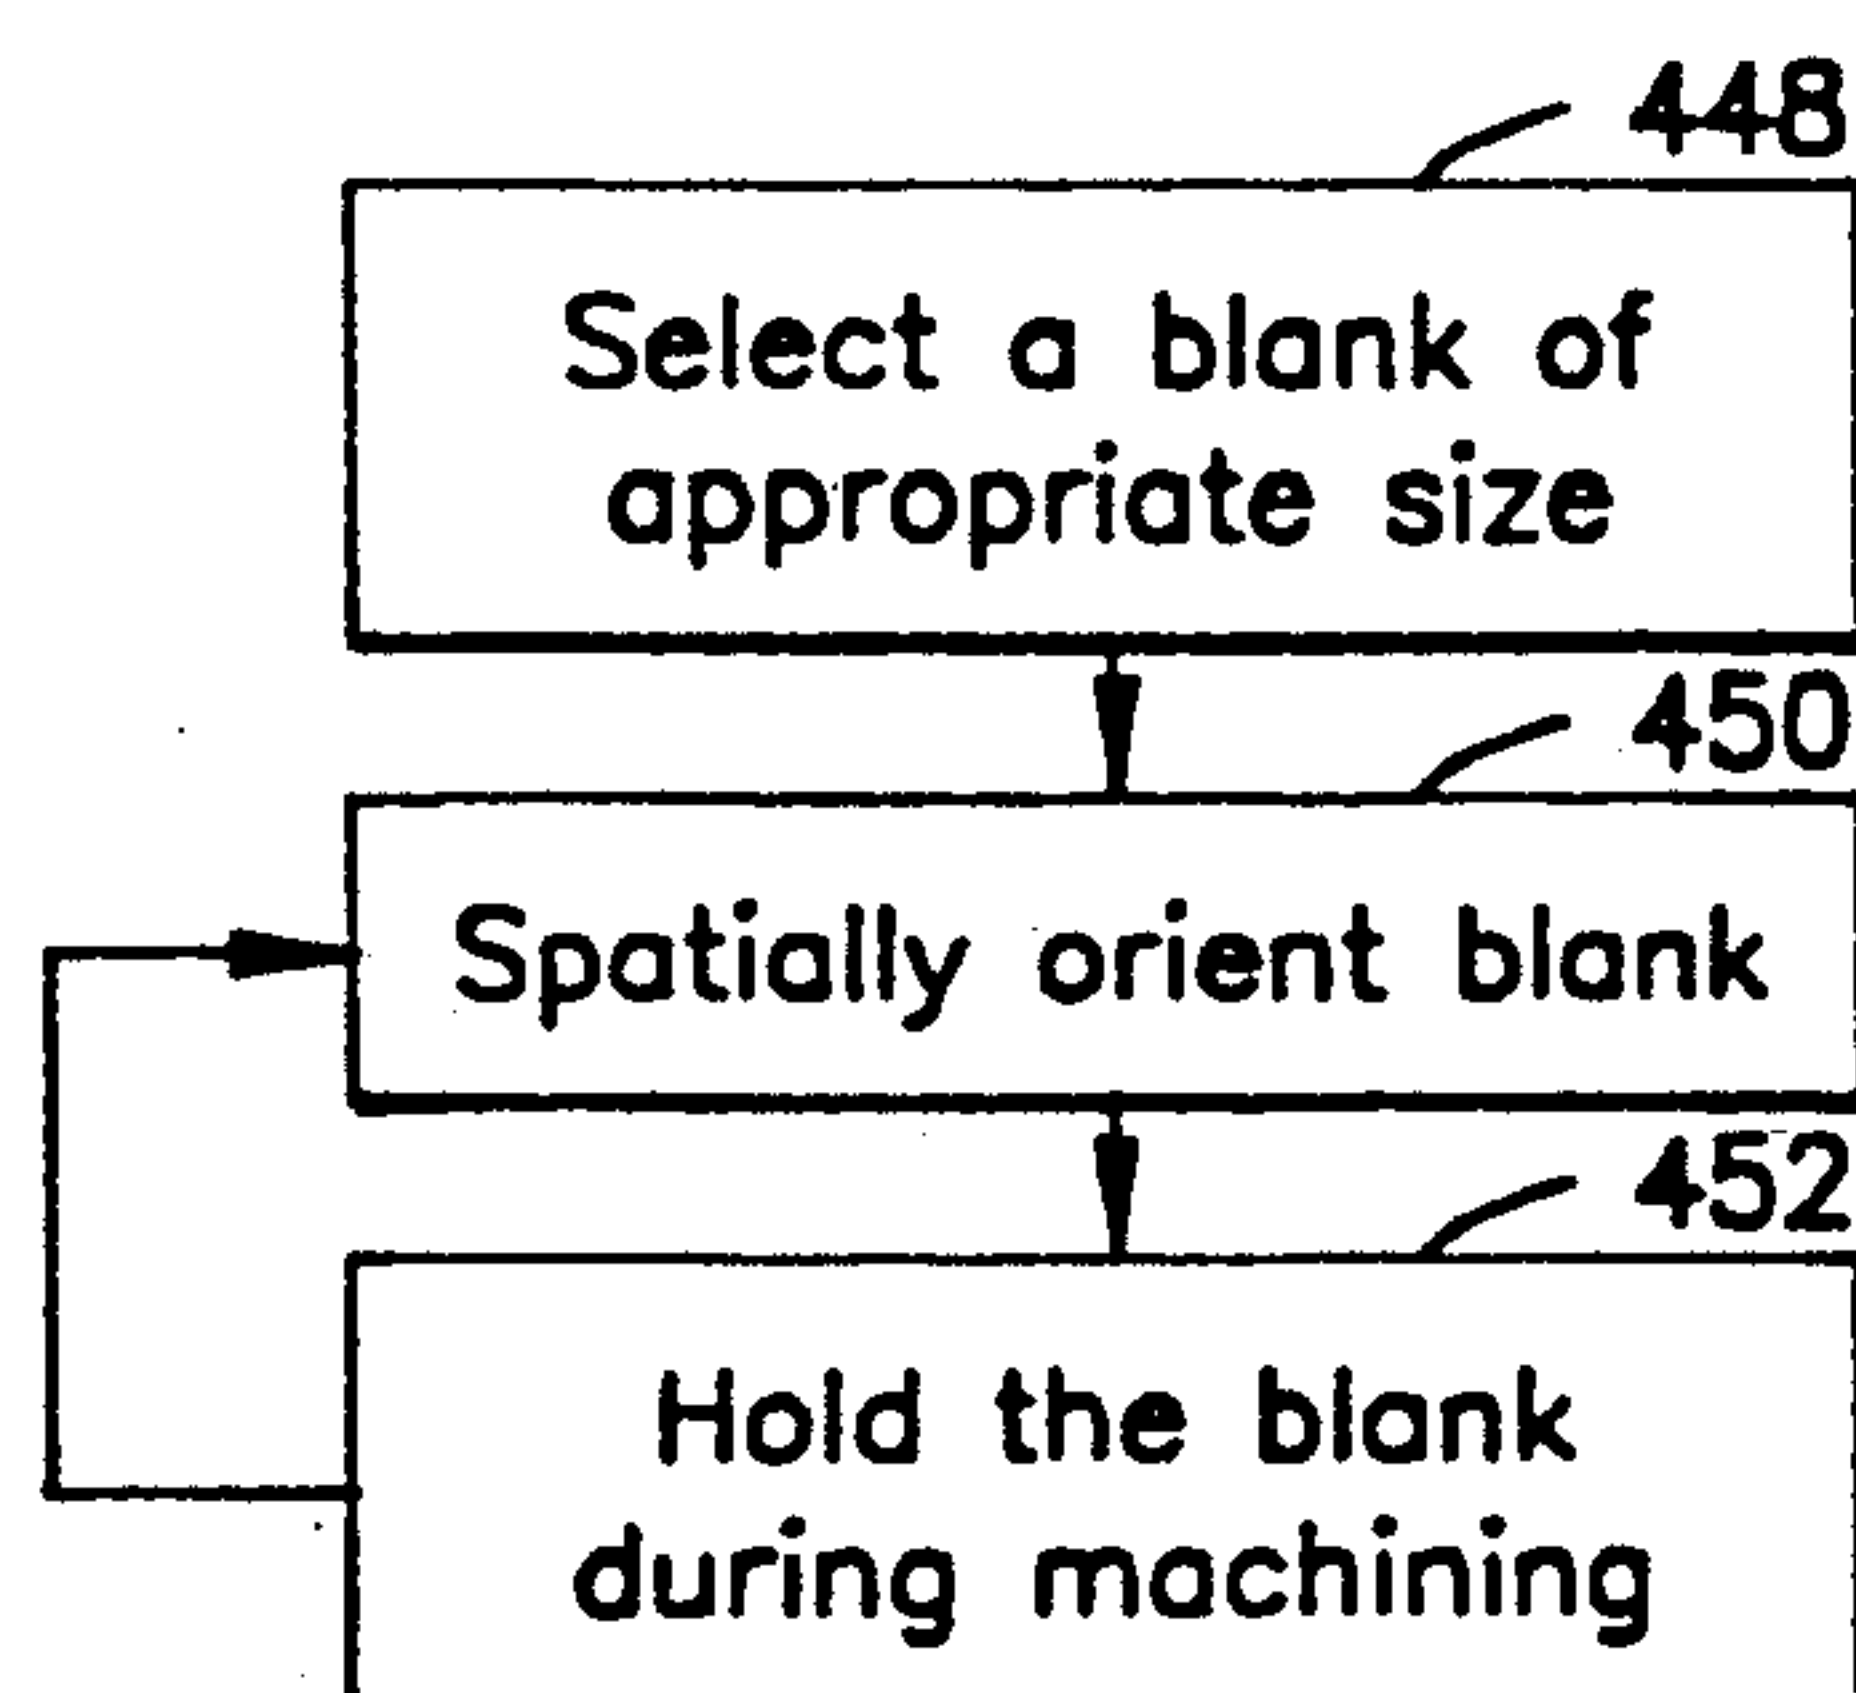 448
Select a blank of
appropriate size
450
Spatially orient blank
452
Hold the blank
during machining